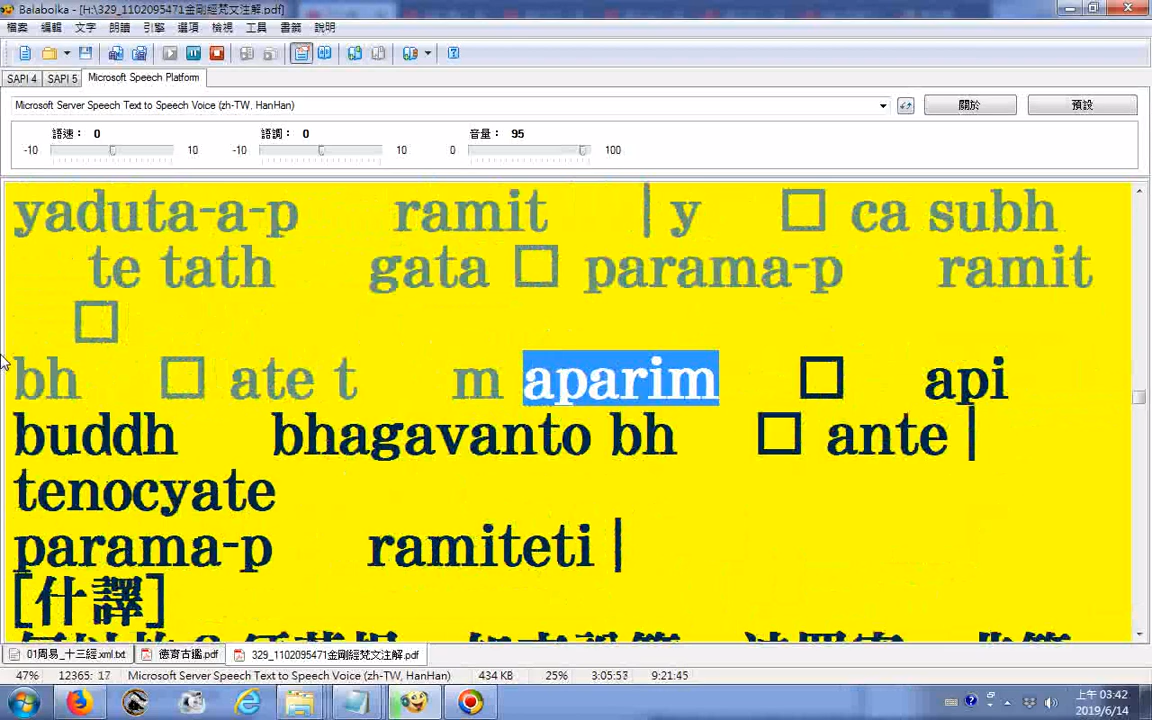 Balabolka - [H:\329_1102095471金剛經梵文注解.pdf]
檔案 編輯 文字 朗讀 引擎 選項 檢視 工具 書籤 說明
SAPI 4 SAPI 5 Microsoft Speech Platform
Microsoft Server Speech Text to Speech Voice (zh-TW, HanHan) 關於 預設
語速： 0 語調： 0 音量： 95
-10 10 -10 10 0 100
yaduta-a-p ramit | y □ ca subh
te tath gata □ parama-p ramit
□
bh □ ate t m aparim □ api
buddh bhagavanto bh □ ante |
tenocyate
parama-p ramiteti |
[什譯]
01周易_十三經.xml.txt 德育古鑑.pdf 329_1102095471金剛經梵文注解.pdf
47% 12365: 17 Microsoft Server Speech Text to Speech Voice (zh-TW, HanHan) 434 KB 25% 3:05:53 9:21:45
上午 03:42
2019/6/14